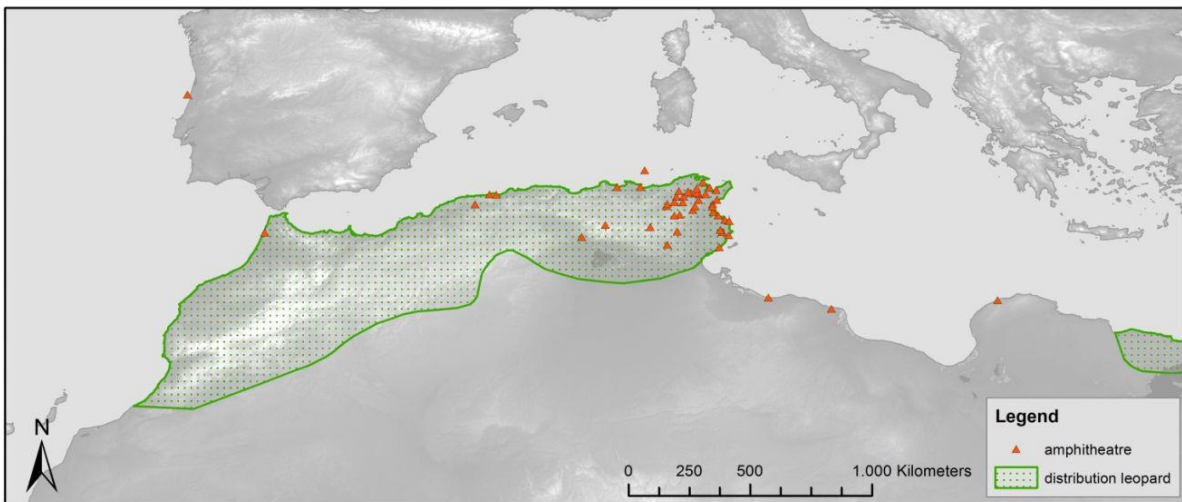 N
0 250 500 1.000 Kilometers
Legend
amphitheatre
distribution leopard